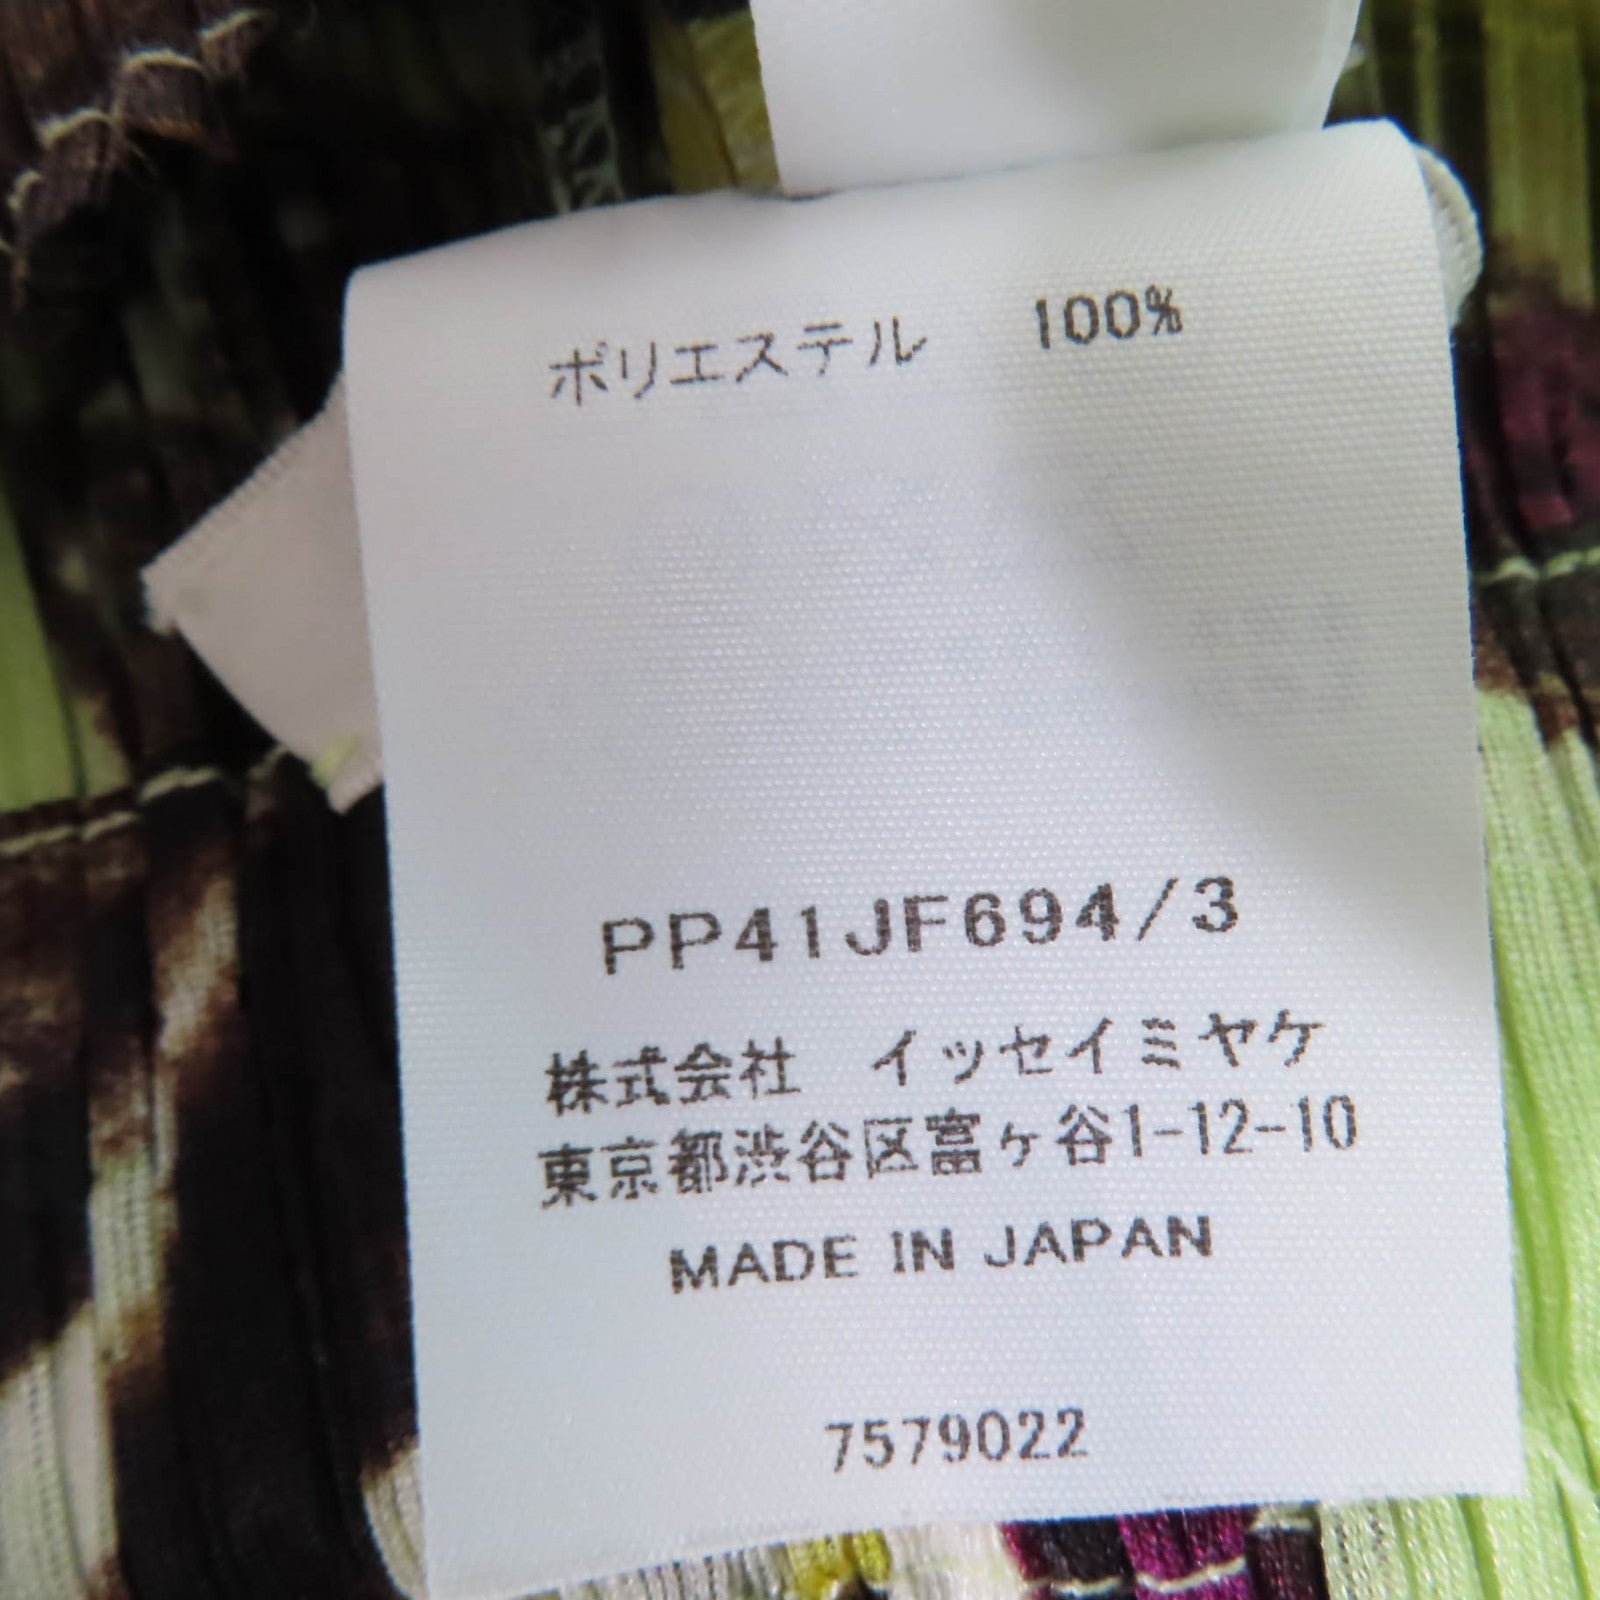 ポリエステル　100%
PP41JF694/3
株式会社　イッセイミヤケ
東京都渋谷区富ヶ谷1-12-10
MADE IN JAPAN
7579022